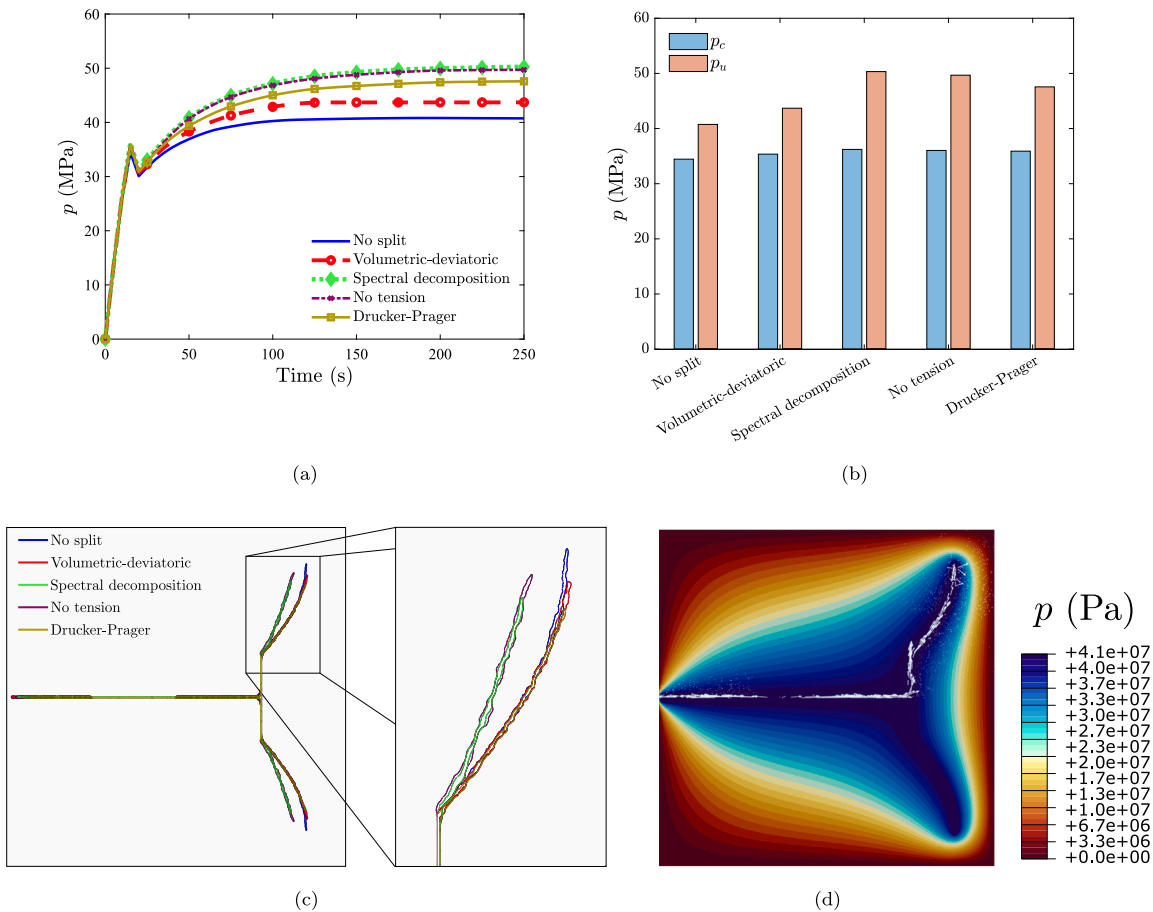 60
50
40
30
20
10
0
p (MPa)
0
50
100
150
200
250
Time (s)
No split
Volumetric-deviatoric
Spectral decomposition
No tension
Drucker-Prager
(a)
60
50
40
30
20
10
0
p (MPa)
p_c
p_u
No split
Volumetric-deviatoric
Spectral decomposition
No tension
Drucker-Prager
(b)
No split
Volumetric-deviatoric
Spectral decomposition
No tension
Drucker-Prager
(c)
p (Pa)
+4.1e+07
+4.0e+07
+3.7e+07
+3.3e+07
+3.0e+07
+2.7e+07
+2.3e+07
+2.0e+07
+1.7e+07
+1.3e+07
+1.0e+07
+6.7e+06
+3.3e+06
+0.0e+00
(d)